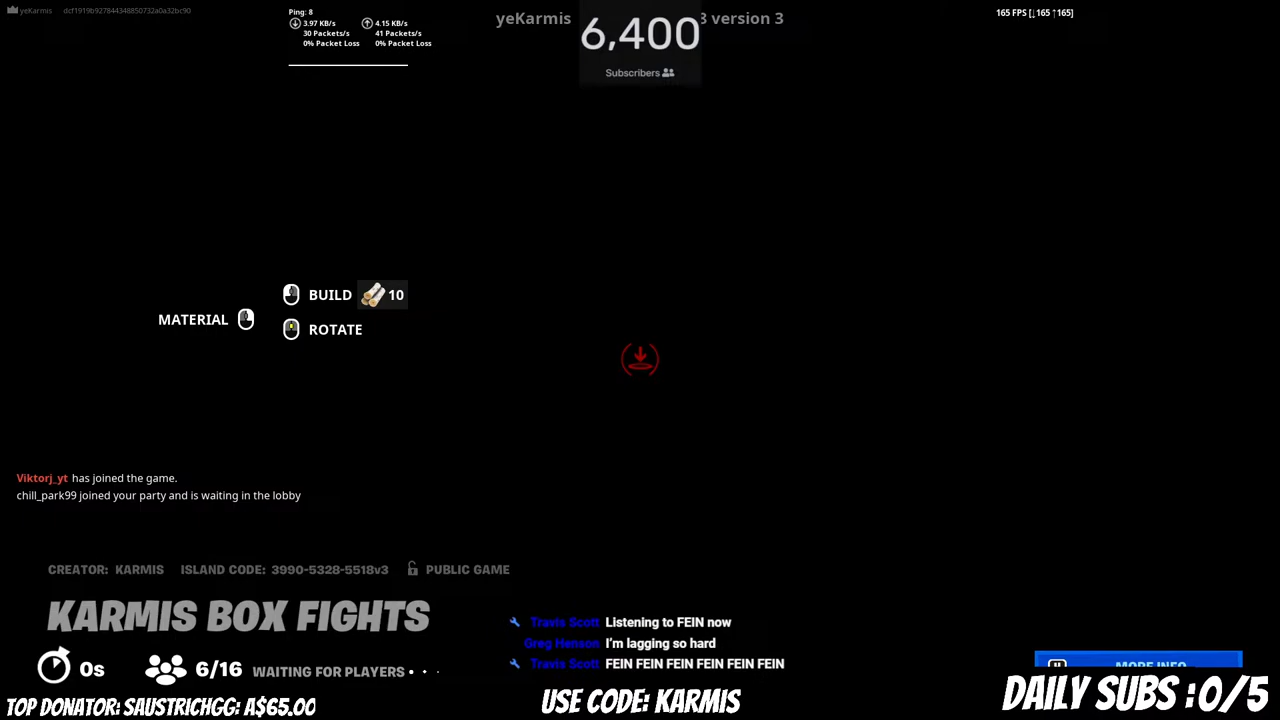 yeKarmis dcf1919b927844348850732a0a32bc90
Ping: 8
3.97 KB/s 4.15 KB/s
30 Packets/s 41 Packets/s
0% Packet Loss 0% Packet Loss
yeKarmis 3 version 3
6,400
Subscribers
165 FPS [↓165 ↑165]
BUILD 10
MATERIAL
ROTATE
Viktorj_yt has joined the game.
chill_park99 joined your party and is waiting in the lobby
CREATOR: KARMIS ISLAND CODE: 3990-5328-5518v3 PUBLIC GAME
KARMIS BOX FIGHTS
0s 6/16 WAITING FOR PLAYERS • • •
Travis Scott Listening to FEIN now
Greg Henson I'm lagging so hard
Travis Scott FEIN FEIN FEIN FEIN FEIN FEIN
MORE INFO
TOP DONATOR: SAUSTRICHGG: A$65.00
USE CODE: KARMIS
DAILY SUBS :0/5